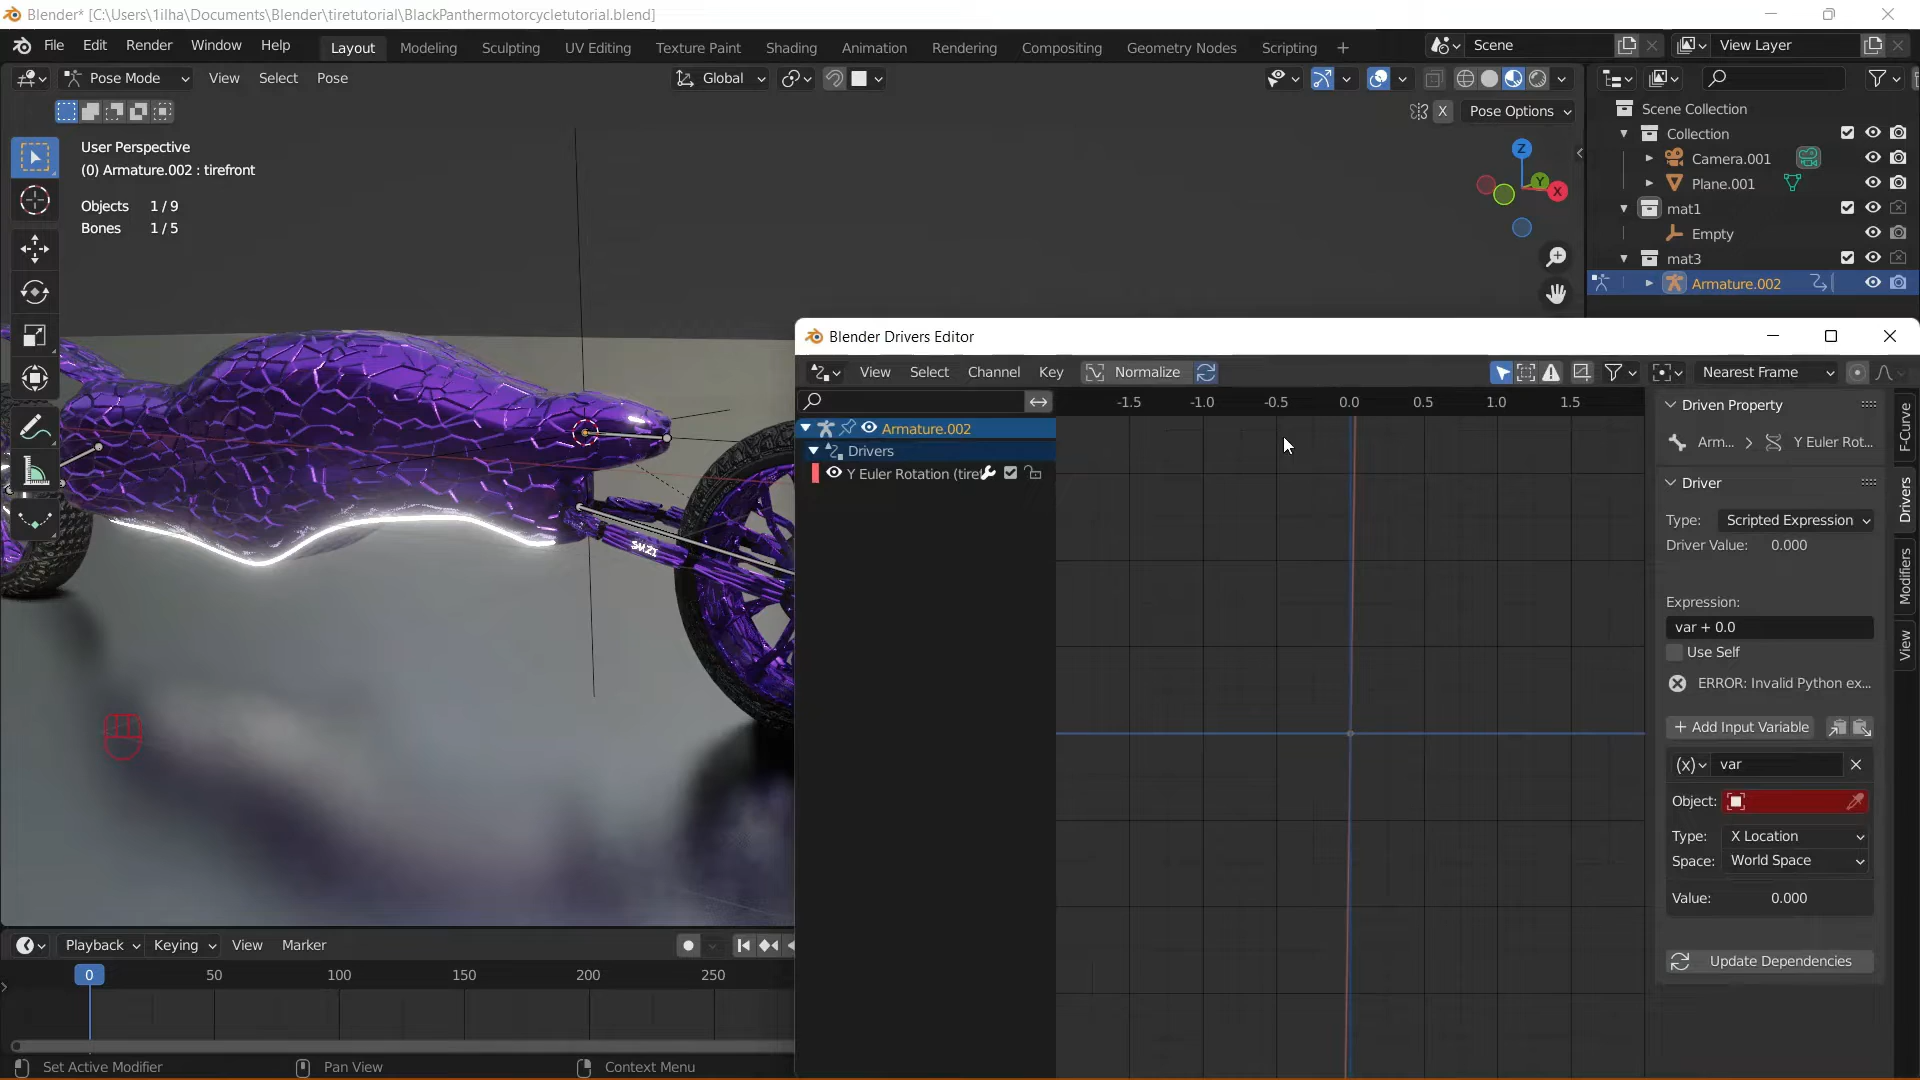 Blender* [C:\Users\1ilha\Documents\Blender\tiretutorial\BlackPanthermotorcycletutorial.blend]
File Edit Render Window Help Layout Modeling Sculpting UV Editing Texture Paint Shading Animation Rendering Compositing Geometry Nodes Scripting + Scene View Layer
Pose Mode View Select Pose Global
X Pose Options
User Perspective
(0) Armature.002 : tirefront
Objects 1/9
Bones 1/5
Z
Y
X
Scene Collection
Collection
Camera.001
Plane.001
mat1
Empty
mat3
Armature.002
SUZI
Blender Drivers Editor
View Select Channel Key Normalize Nearest Frame
-1.5 -1.0 -0.5 0.0 0.5 1.0 1.5
Armature.002
Drivers
Y Euler Rotation (tire
Driven Property
Arm... > Y Euler Rot...
Driver
Type: Scripted Expression
Driver Value: 0.000
Expression:
var + 0.0
Use Self
ERROR: Invalid Python ex...
+ Add Input Variable
(x) var
Object:
Type: X Location
Space: World Space
Value: 0.000
Update Dependencies
F-Curve
Drivers
Modifiers
View
Playback Keying View Marker
0 50 100 150 200 250
Set Active Modifier Pan View Context Menu